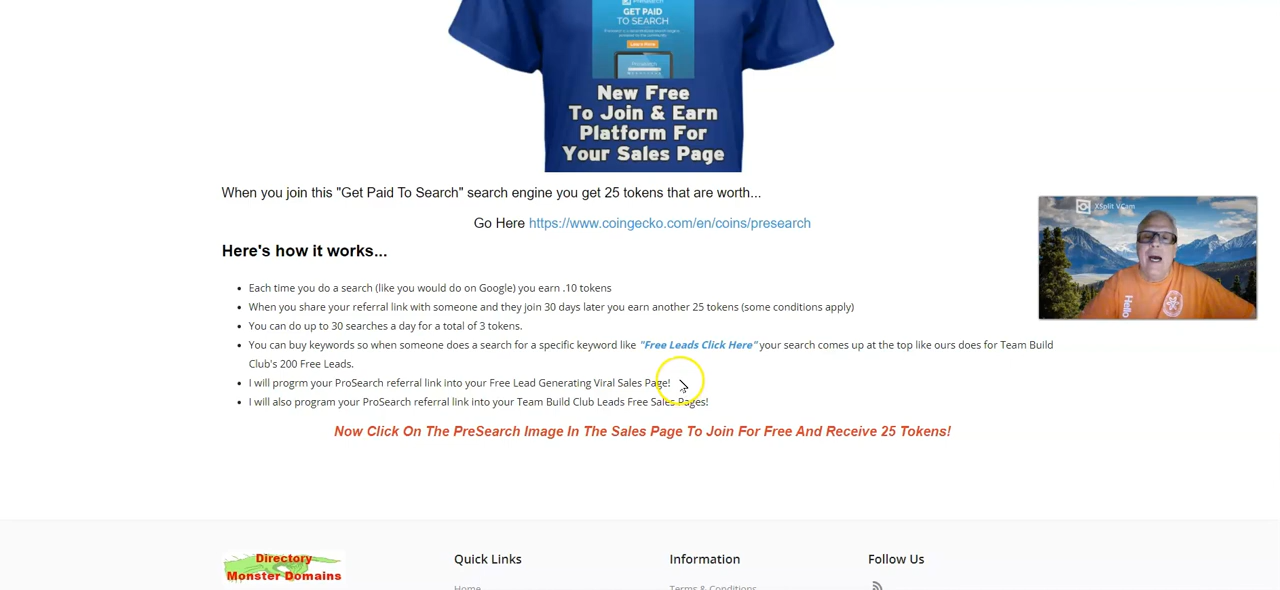 PreSearch
GET PAID
TO SEARCH
Learn More
New Free
To Join & Earn
Platform For
Your Sales Page
When you join this "Get Paid To Search" search engine you get 25 tokens that are worth...
Go Here https://www.coingecko.com/en/coins/presearch
XSplit VCam
Hello
Here's how it works...
Each time you do a search (like you would do on Google) you earn .10 tokens
When you share your referral link with someone and they join 30 days later you earn another 25 tokens (some conditions apply)
You can do up to 30 searches a day for a total of 3 tokens.
You can buy keywords so when someone does a search for a specific keyword like "Free Leads Click Here" your search comes up at the top like ours does for Team Build
Club's 200 Free Leads.
I will progrm your ProSearch referral link into your Free Lead Generating Viral Sales Page!
I will also program your ProSearch referral link into your Team Build Club Leads Free Sales Pages!
Now Click On The PreSearch Image In The Sales Page To Join For Free And Receive 25 Tokens!
Directory
Monster Domains
Quick Links
Information
Follow Us
Home
Terms & Conditions